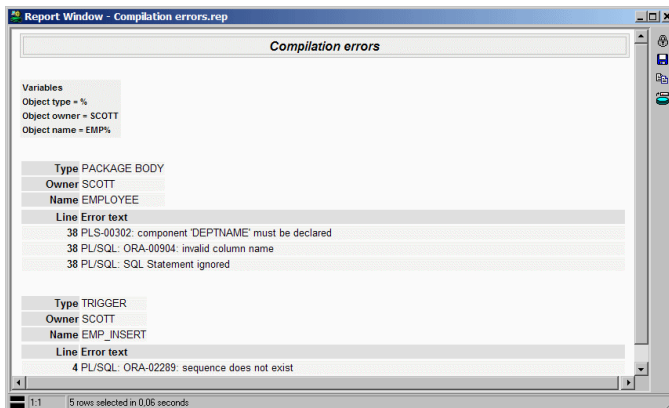 Report Window - Compilation errors.rep
Compilation errors
Variables
Object type = %
Object owner = SCOTT
Object name = EMP%
Type PACKAGE BODY
Owner SCOTT
Name EMPLOYEE
Line Error text
38 PLS-00302: component 'DEPTNAME' must be declared
38 PL/SQL: ORA-00904: invalid column name
38 PL/SQL: SQL Statement ignored
Type TRIGGER
Owner SCOTT
Name EMP_INSERT
Line Error text
4 PL/SQL: ORA-02289: sequence does not exist
1:1 5 rows selected in 0,06 seconds